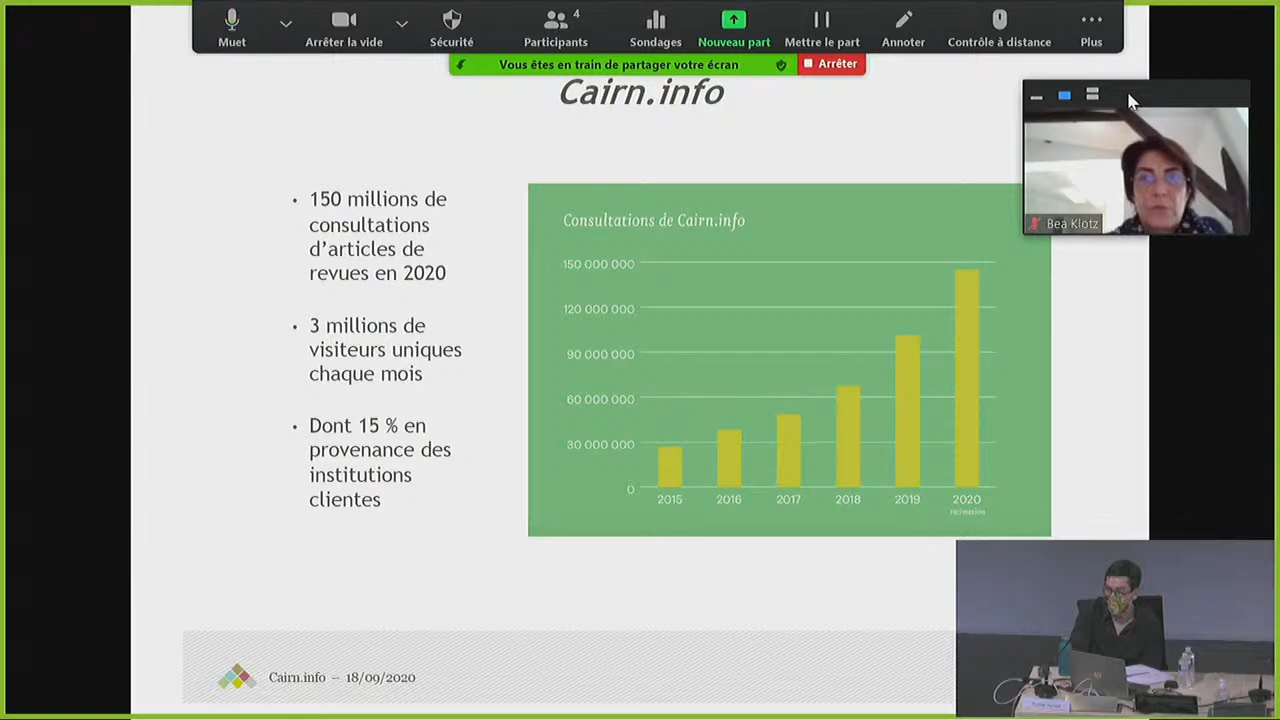 4
Muet
Arrêter la vide
Sécurité
Participants
Sondages
Nouveau part
Mettre le part
Annoter
Contrôle à distance
Plus
Vous êtes en train de partager votre écran
Arrêter
Cairn.info
Bea Klotz
• 150 millions de
consultations
d’articles de
revues en 2020
• 3 millions de
visiteurs uniques
chaque mois
• Dont 15 % en
provenance des
institutions
clientes
Consultations de Cairn.info
150 000 000
120 000 000
90 000 000
60 000 000
30 000 000
0
2015
2016
2017
2018
2019
2020
Cairn.info – 18/09/2020